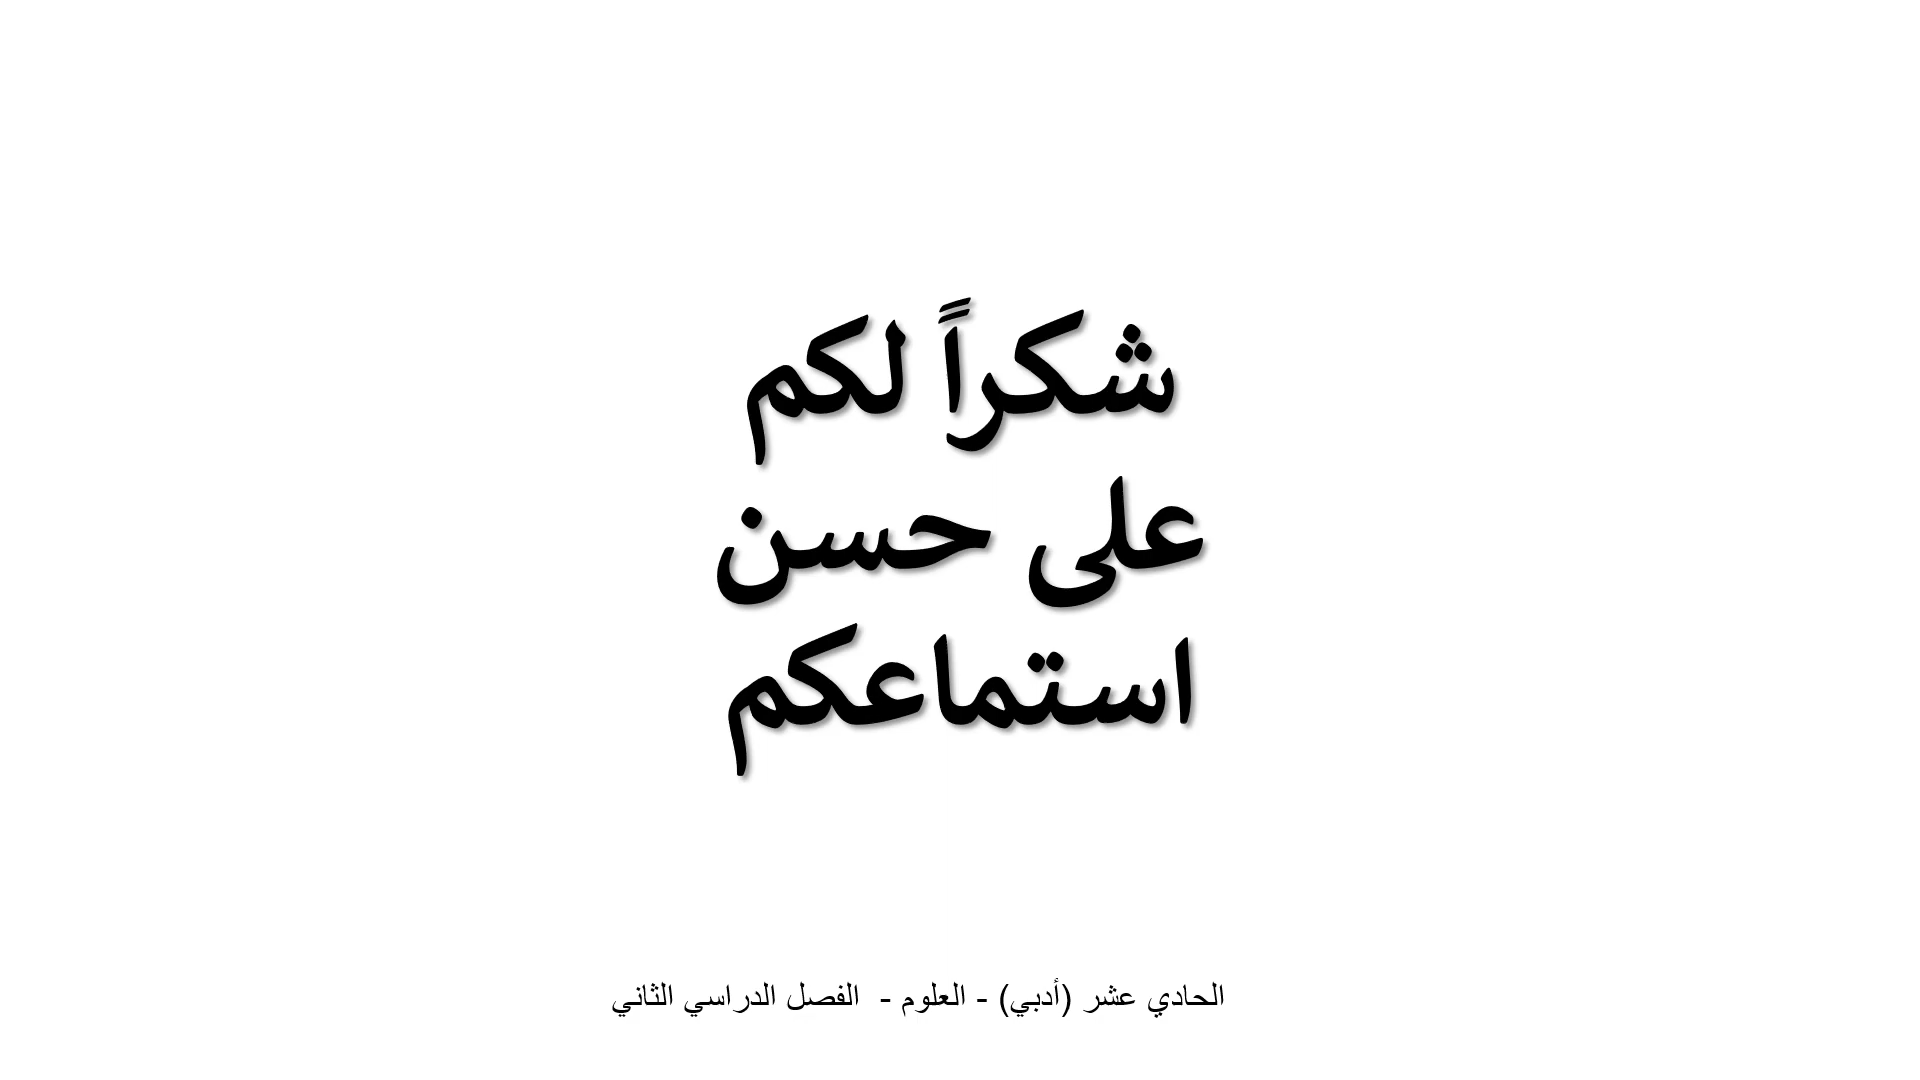 شكراً لكم
على حسن
استماعكم
الحادي عشر (أدبي) - العلوم - الفصل الدراسي الثاني